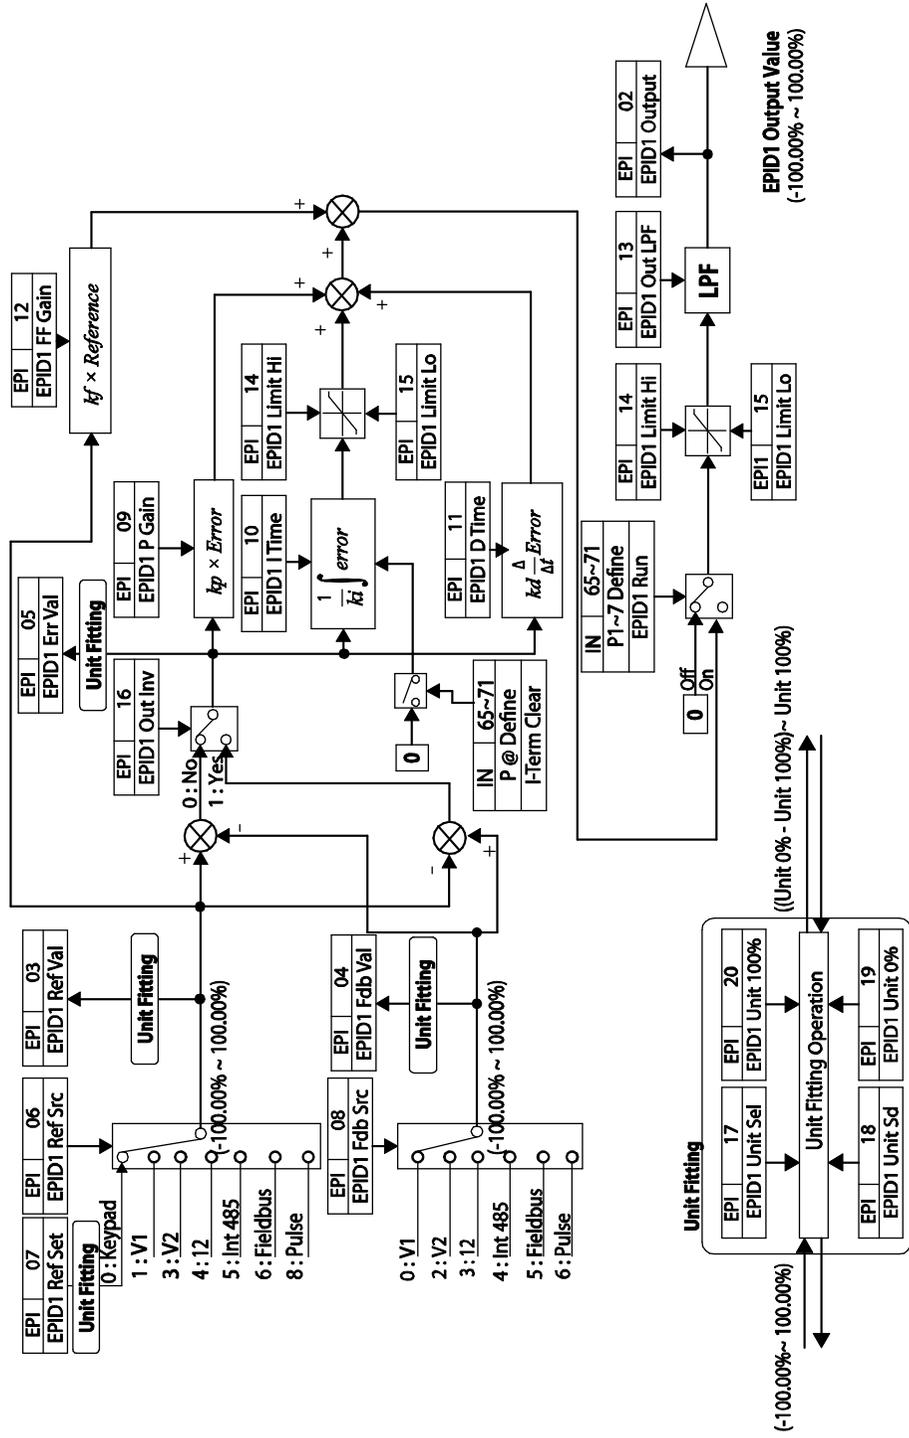 EPI 07
EPID1 Ref Set
Unit Fitting
EPI 06
EPID1 Ref Src
0 : Keypad
1 : V1
3 : V2
4 : 12
5 : Int 485
6 : Fieldbus
8 : Pulse
(-100.00% ~ 100.00%)
EPI 03
EPID1 Ref Val
Unit Fitting
EPI 08
EPID1 Fdb Src
0 : V1
2 : V2
3 : 12
4 : Int 485
5 : Fieldbus
6 : Pulse
(-100.00% ~ 100.00%)
EPI 04
EPID1 Fdb Val
Unit Fitting
+
-
-
+
0 : No
1 : Yes
EPI 16
EPID1 Out Inv
EPI 05
EPID1 Err Val
Unit Fitting
EPI 09
EPID1 P Gain
kp × Error
EPI 10
EPID1 I Time
1/ki ∫ error
0
IN 65~71
P @ Define
I-Term Clear
EPI 11
EPID1 D Time
kd Δ/Δt Error
EPI 14
EPID1 Limit Hi
EPI 15
EPID1 Limit Lo
EPI 12
EPID1 FF Gain
kf × Reference
+
+
+
+
+
0
Off
On
IN 65~71
P1~7 Define
EPID1 Run
EPI 14
EPID1 Limit Hi
EPI1 15
EPID1 Limit Lo
EPI 13
EPID1 Out LPF
LPF
EPI 02
EPID1 Output
EPID1 Output Value
(-100.00% ~ 100.00%)
Unit Fitting
(-100.00%~ 100.00%)
EPI 17
EPID1 Unit Sel
EPI 20
EPID1 Unit 100%
Unit Fitting Operation
EPI 18
EPID1 Unit Sd
EPI 19
EPID1 Unit 0%
((Unit 0% - Unit 100%)~ Unit 100%)